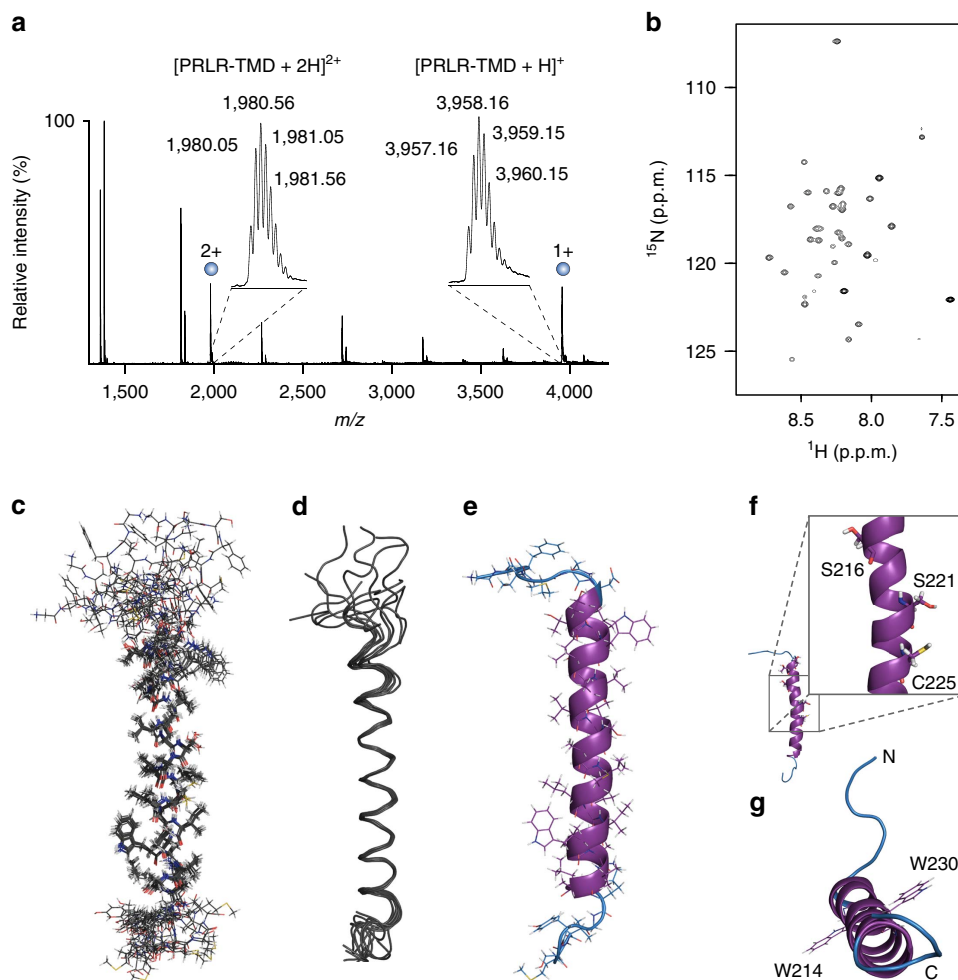 a
[PRLR-TMD + 2H]2+
[PRLR-TMD + H]+
1,980.56
1,980.05
1,981.05
1,981.56
3,958.16
3,957.16
3,959.15
3,960.15
100
2+
1+
Relative intensity (%)
1,500
2,000
2,500
3,000
3,500
4,000
m/z
b
110
115
120
125
15N (p.p.m.)
8.5
8.0
7.5
1H (p.p.m.)
c
d
e
f
S216
S221
C225
g
N
W230
W214
C